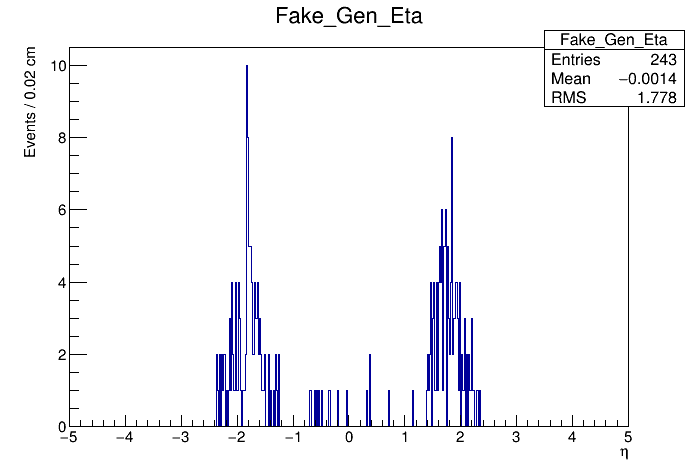 Fake_Gen_Eta
Fake_Gen_Eta
Entries 243
Mean −0.0014
RMS 1.778
Events / 0.02 cm
10
8
6
4
2
0
−5 −4 −3 −2 −1 0 1 2 3 4 5
η